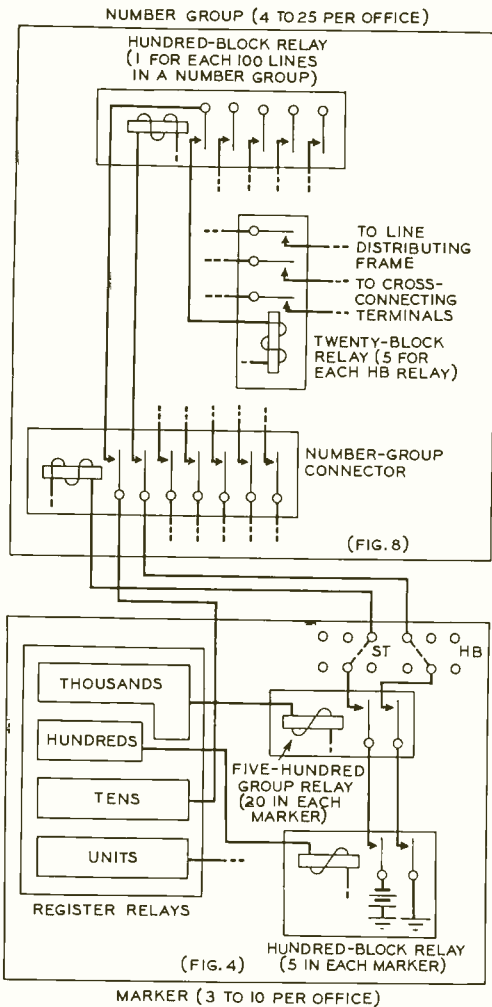 NUMBER GROUP (4 TO 25 PER OFFICE)
HUNDRED-BLOCK RELAY
(1 FOR EACH 100 LINES
IN A NUMBER GROUP)
TO LINE
DISTRIBUTING
FRAME
TO CROSS-
CONNECTING
TERMINALS
TWENTY-BLOCK
RELAY (5 FOR
EACH HB RELAY)
NUMBER-GROUP
CONNECTOR
(FIG. 8)
ST
HB
THOUSANDS
HUNDREDS
TENS
UNITS
REGISTER RELAYS
FIVE-HUNDRED
GROUP RELAY
(20 IN EACH
MARKER)
HUNDRED-BLOCK RELAY
(5 IN EACH MARKER)
(FIG. 4)
MARKER (3 TO 10 PER OFFICE)